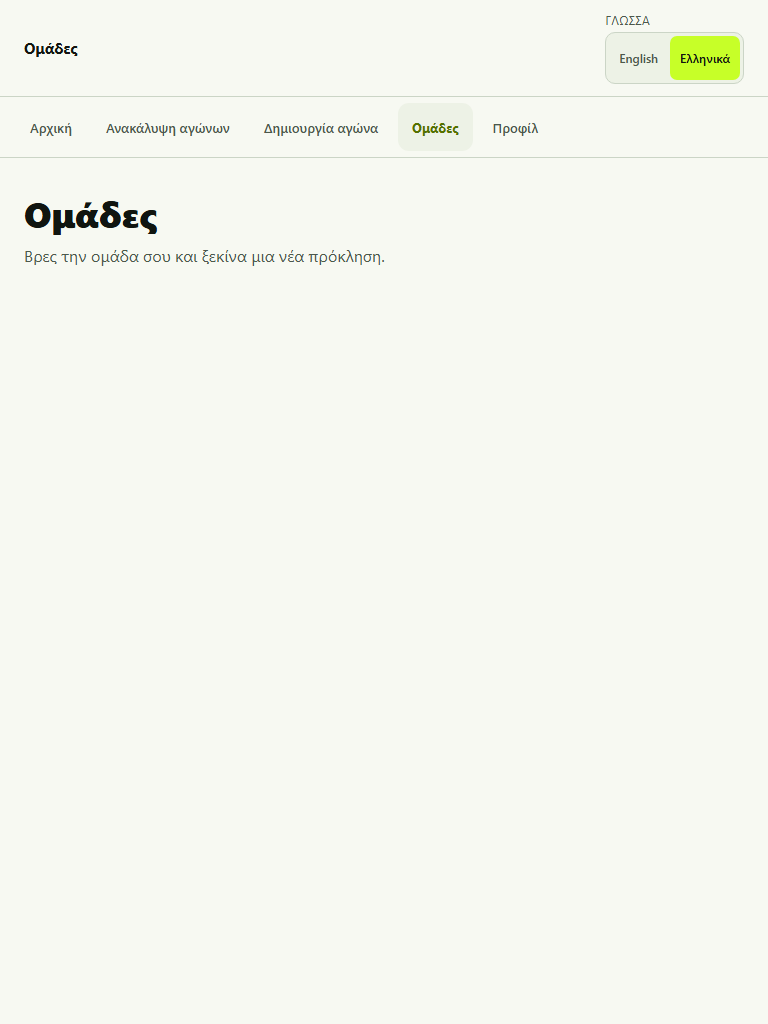 Ομάδες
ΓΛΩΣΣΑ
English Ελληνικά
Αρχική Ανακάλυψη αγώνων Δημιουργία αγώνα Ομάδες Προφίλ
Ομάδες
Βρες την ομάδα σου και ξεκίνα μια νέα πρόκληση.